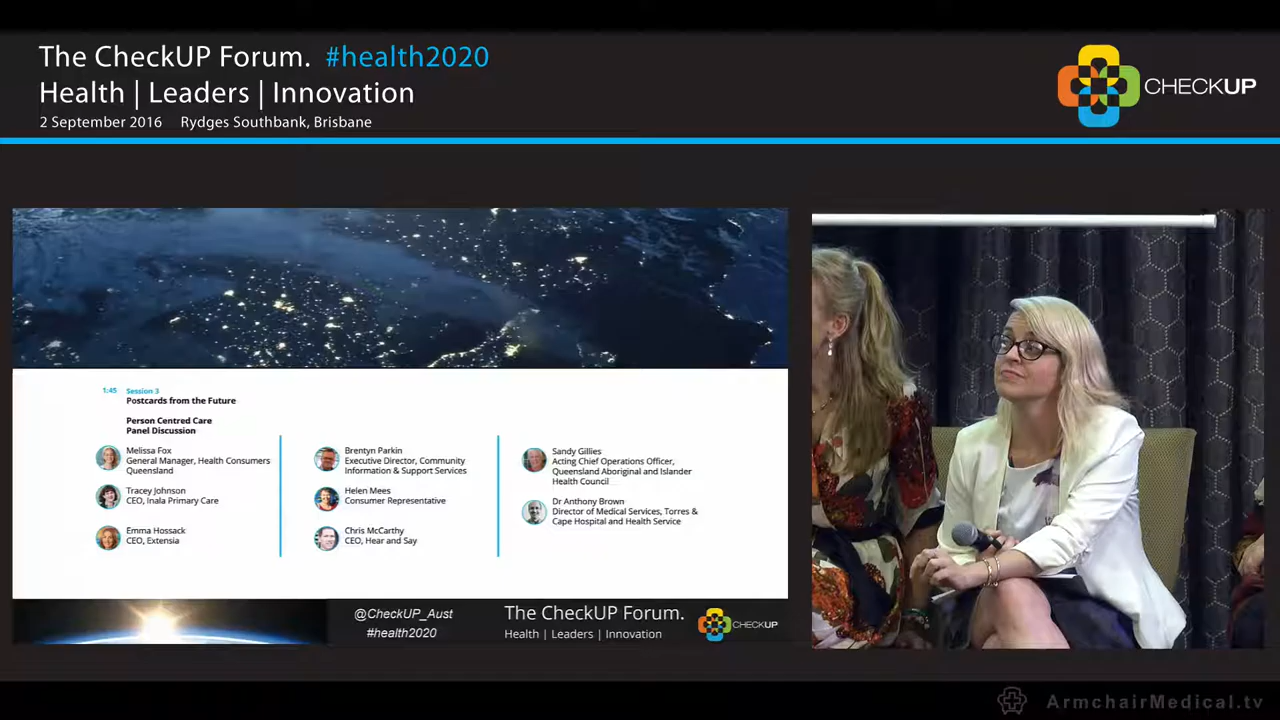 The CheckUP Forum. #health2020
Health | Leaders | Innovation
2 September 2016 Rydges Southbank, Brisbane
CHECKUP
1:45 Session 3
Postcards from the Future
Person Centred Care
Panel Discussion
Melissa Fox
General Manager, Health Consumers
Queensland
Tracey Johnson
CEO, Inala Primary Care
Emma Hossack
CEO, Extensia
Brentyn Parkin
Executive Director, Community
Information & Support Services
Helen Mees
Consumer Representative
Chris McCarthy
CEO, Hear and Say
Sandy Gillies
Acting Chief Operations Officer,
Queensland Aboriginal and Islander
Health Council
Dr Anthony Brown
Director of Medical Services, Torres &
Cape Hospital and Health Service
@CheckUP_Aust
#health2020
The CheckUP Forum.
Health | Leaders | Innovation
CHECKUP
ArmchairMedical.tv